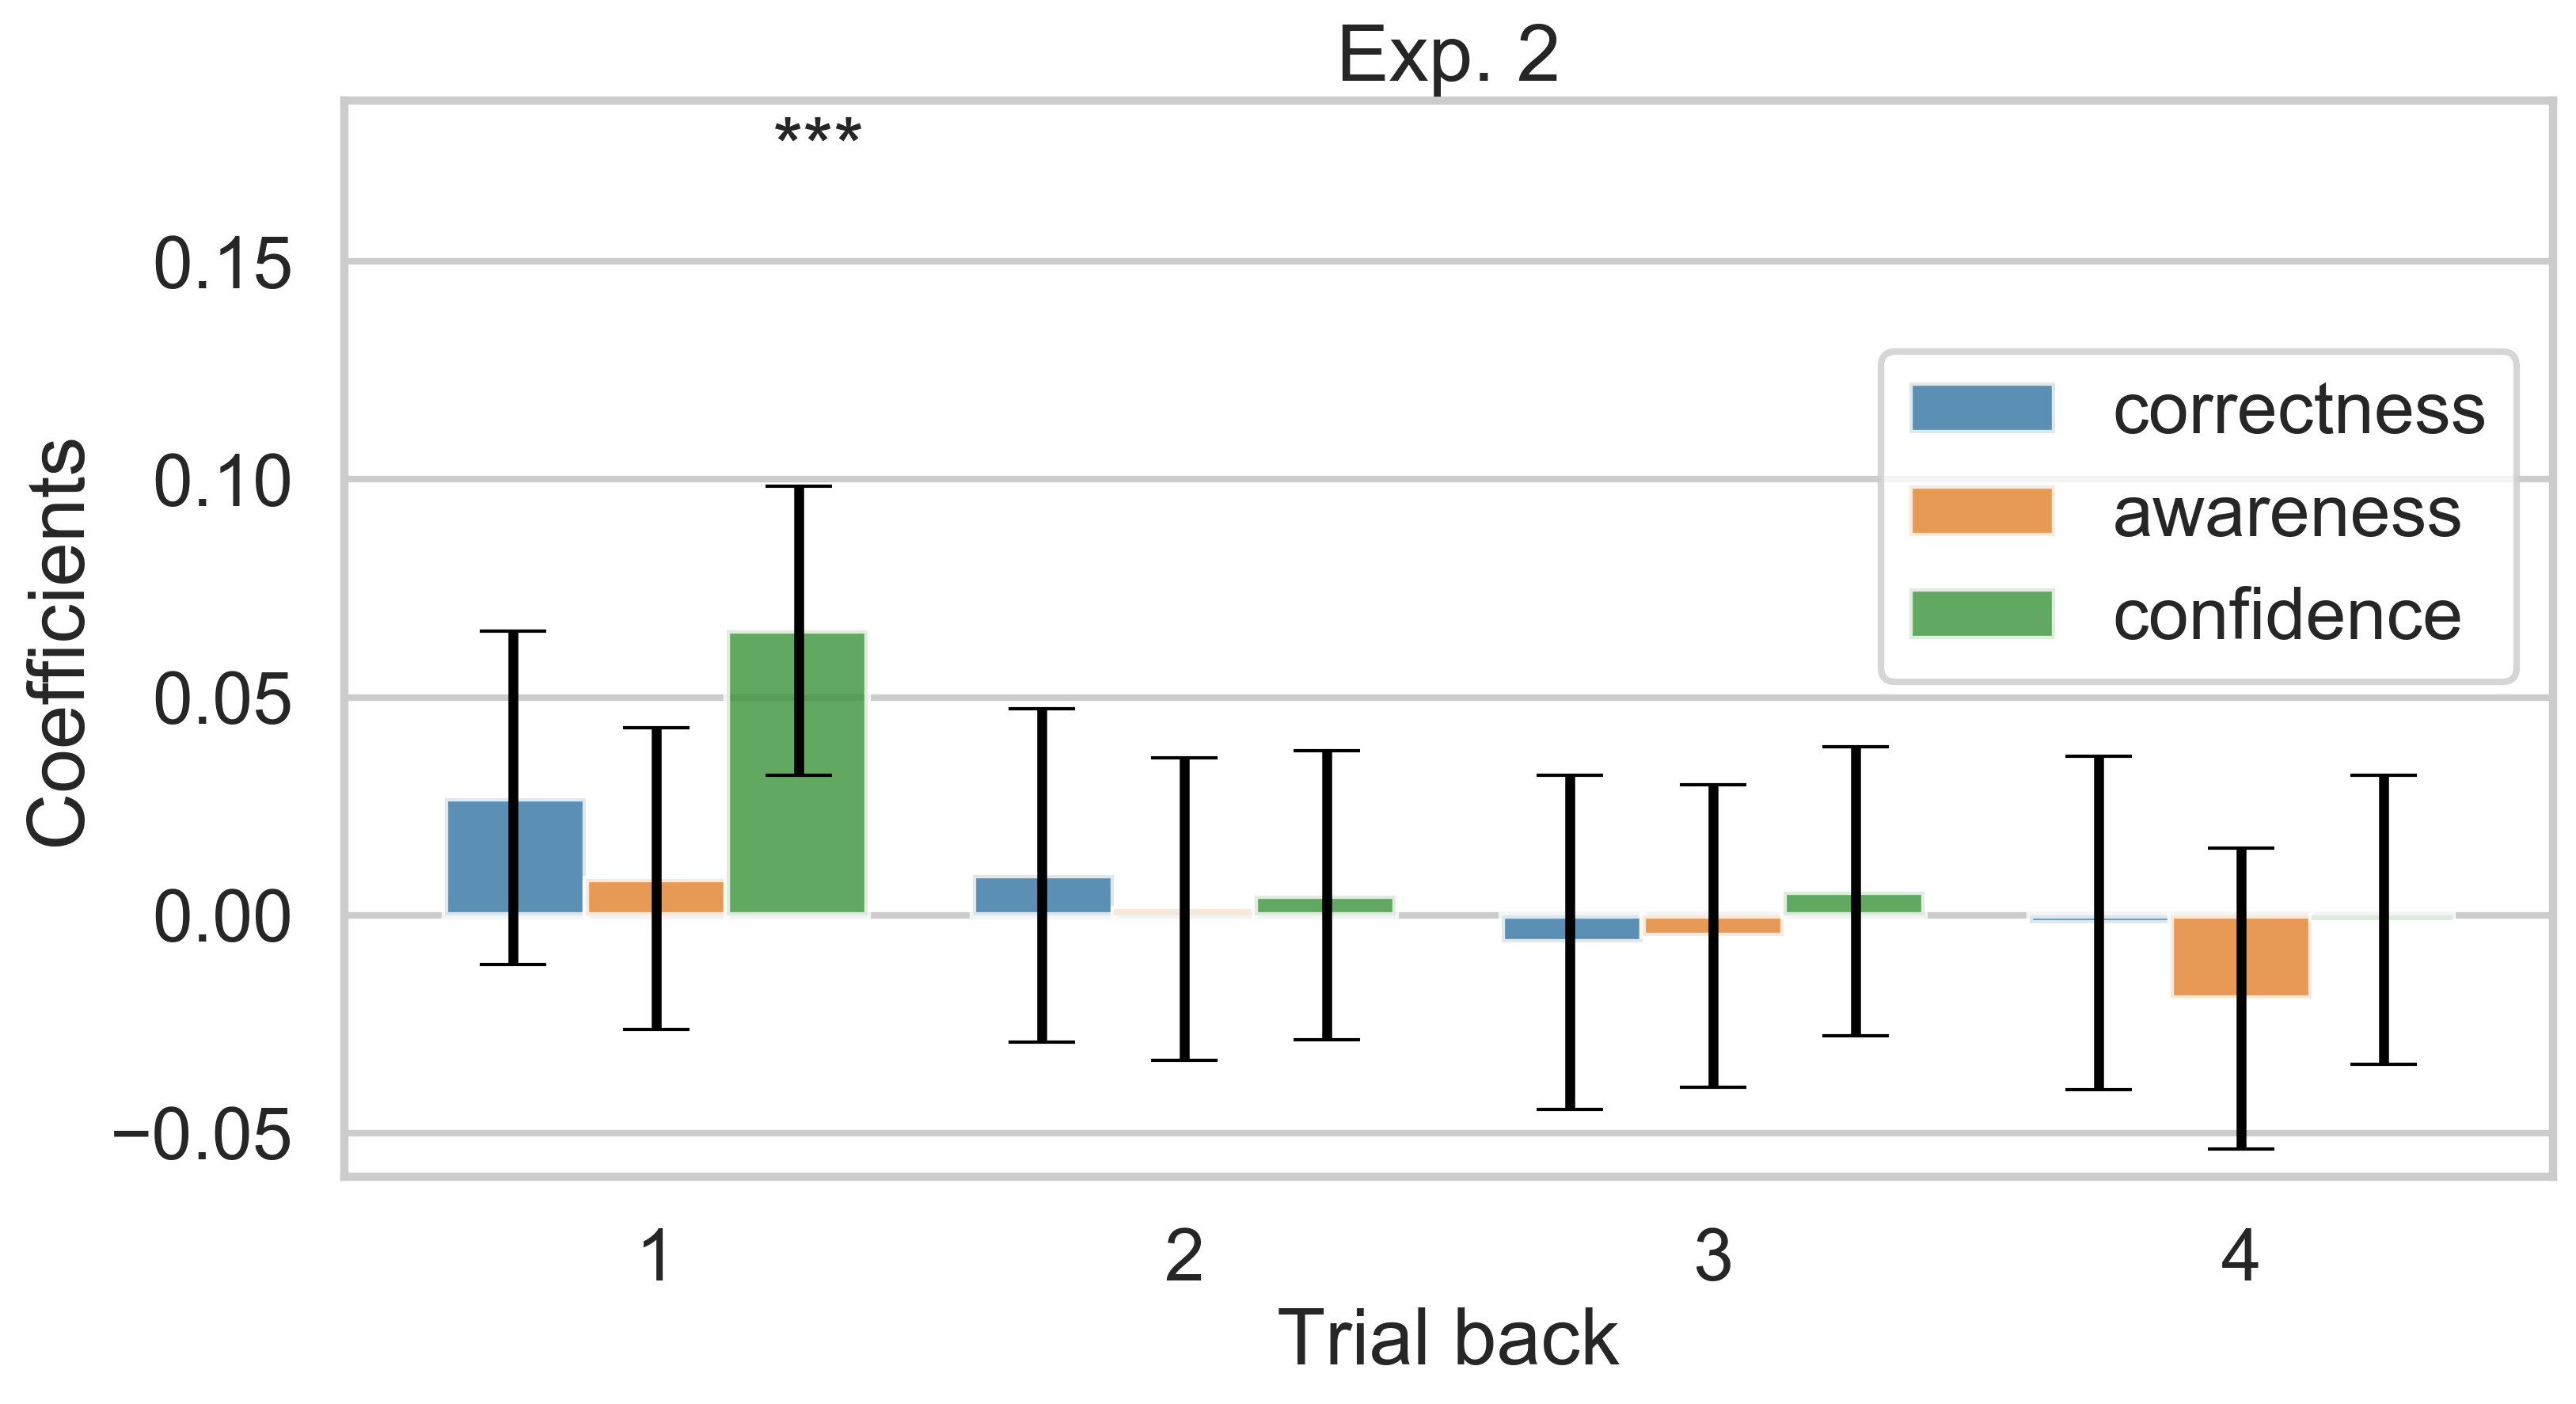 Exp. 2
***
0.15
0.10
0.05
0.00
−0.05
Coefficients
correctness
awareness
confidence
1 2 3 4
Trial back